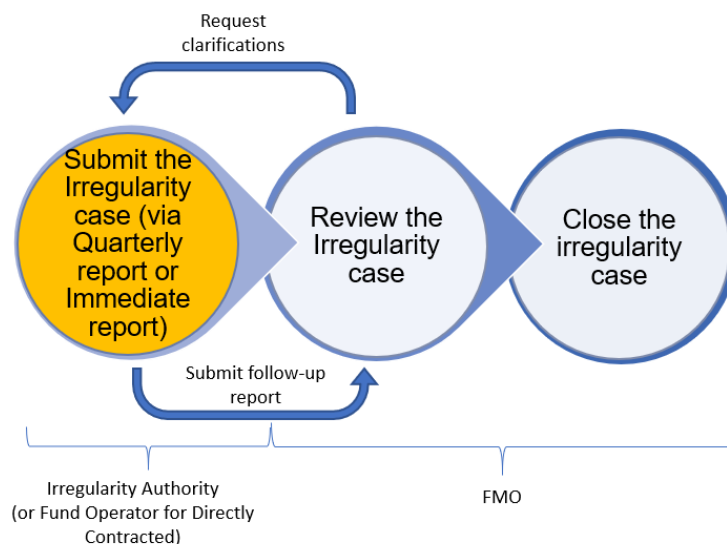 Request
clarifications
Submit the
Irregularity
case (via
Quarterly
report or
Immediate
report)
Review the
Irregularity
case
Close the
irregularity
case
Submit follow-up
report
Irregularity Authority
(or Fund Operator for Directly
Contracted)
FMO